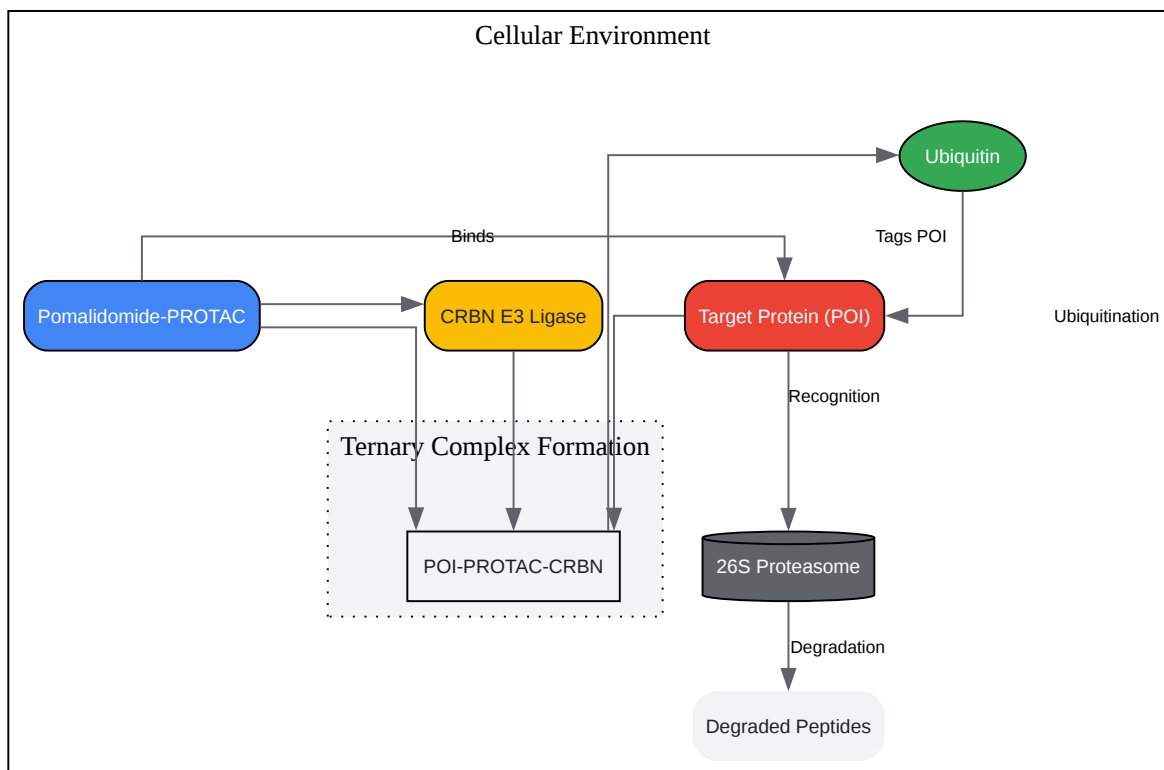 Cellular Environment
Ubiquitin
Binds
Tags POI
Pomalidomide-PROTAC
CRBN E3 Ligase
Target Protein (POI)
Ubiquitination
Recognition
Ternary Complex Formation
POI-PROTAC-CRBN
26S Proteasome
Degradation
Degraded Peptides